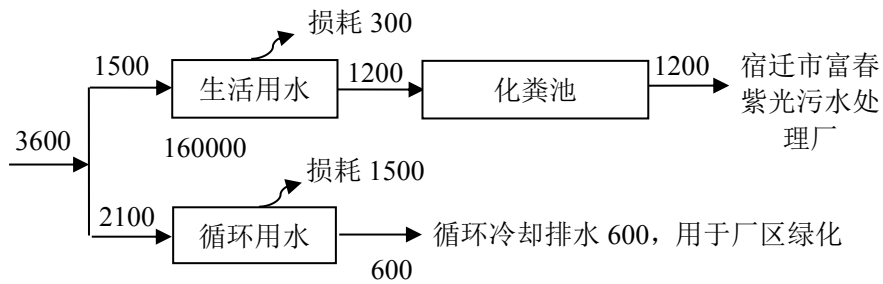 损耗 300
1500
生活用水
1200
化粪池
1200
宿迁市富春
紫光污水处
理厂
3600
160000
损耗 1500
2100
循环用水
600
循环冷却排水 600，用于厂区绿化